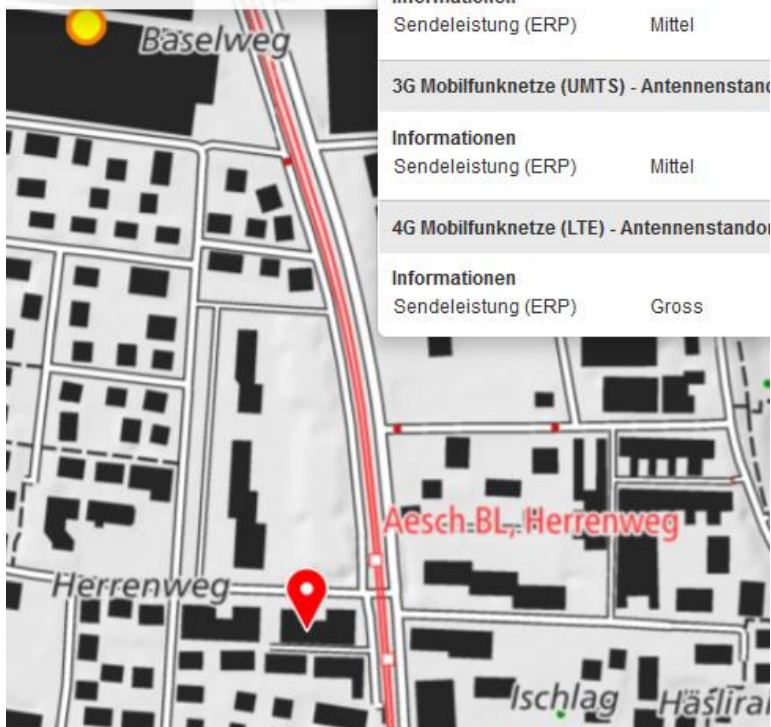 Informationen
Sendeleistung (ERP) Mittel
3G Mobilfunknetze (UMTS) - Antennenstand
Informationen
Sendeleistung (ERP) Mittel
4G Mobilfunknetze (LTE) - Antennenstandor
Informationen
Sendeleistung (ERP) Gross
Baselweg
Aesch BL, Herrenweg
Herrenweg
Ischlag
Häslirai